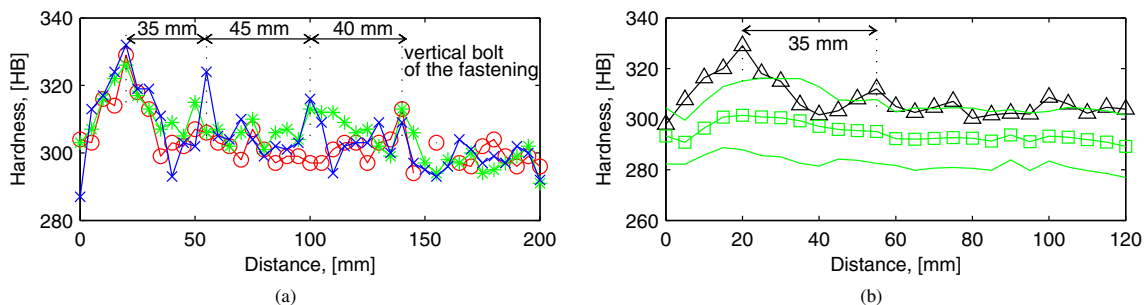 340
320
300
280
0
50
100
150
200
Hardness, [HB]
Distance, [mm]
35 mm
45 mm
40 mm
vertical bolt
of the fastening
(a)
340
320
300
280
260
0
20
40
60
80
100
120
Hardness, [HB]
Distance, [mm]
35 mm
(b)